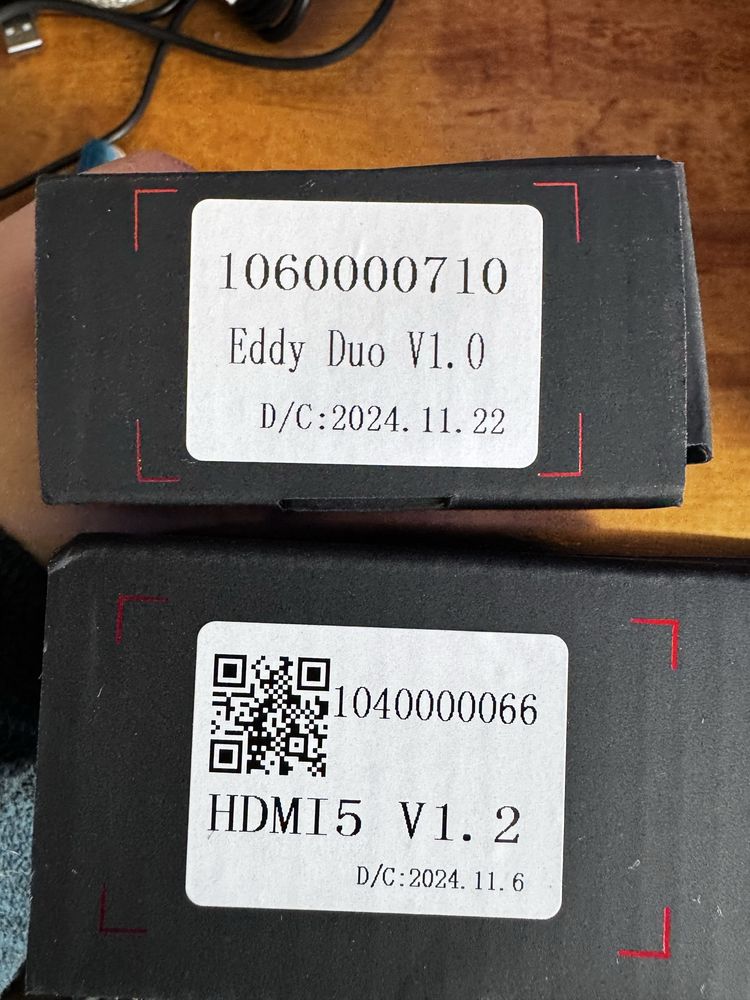 1060000710
Eddy Duo V1.0
D/C:2024.11.22
1040000066
HDMI5 V1.2
D/C:2024.11.6